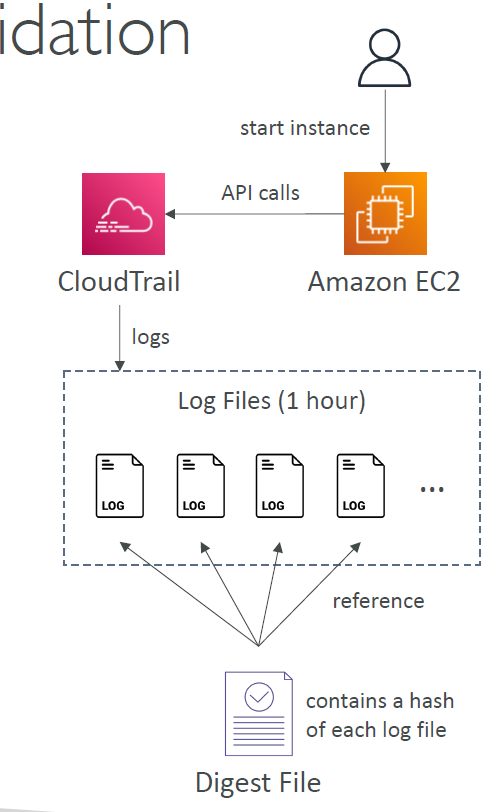 idation
start instance
API calls
CloudTrail
Amazon EC2
logs
Log Files (1 hour)
LOG
LOG
LOG
LOG
...
reference
contains a hash
of each log file
Digest File